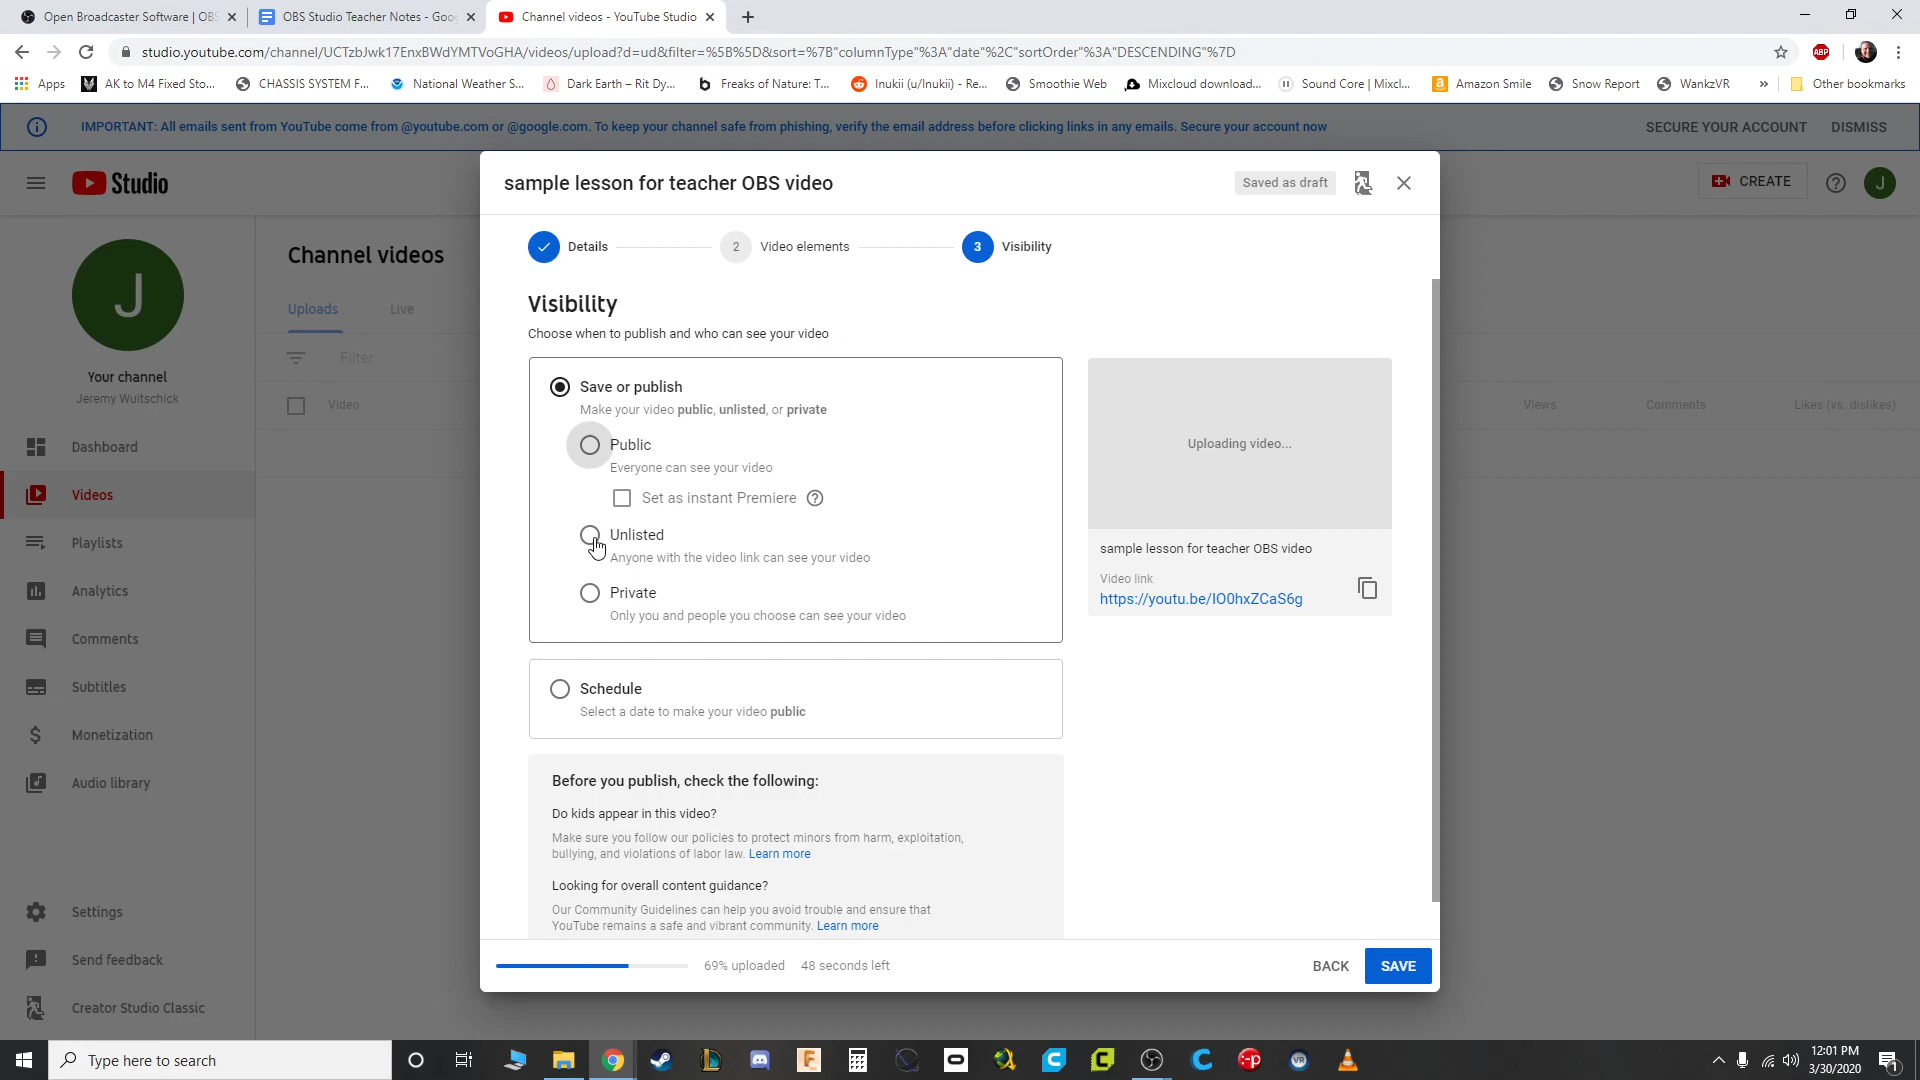 Open Broadcaster Software | OBS
OBS Studio Teacher Notes - Goog
Channel videos - YouTube Studio
studio.youtube.com/channel/UCTzbJwk17EnxBWdYMTVoGHA/videos/upload?d=ud&filter=%5B%5D&sort=%7B"columnType"%3A"date"%2C"sortOrder"%3A"DESCENDING"%7D
ABP
Apps
AK to M4 Fixed Sto...
CHASSIS SYSTEM F...
National Weather S...
Dark Earth – Rit Dy...
Freaks of Nature: T...
Inukii (u/Inukii) - Re...
Smoothie Web
Mixcloud download...
Sound Core | Mixcl...
Amazon Smile
Snow Report
WankzVR
»
Other bookmarks
IMPORTANT: All emails sent from YouTube come from @youtube.com or @google.com. To keep your channel safe from phishing, verify the email address before clicking links in any emails. Secure your account now
SECURE YOUR ACCOUNT
DISMISS
Studio
CREATE
J
J
Your channel
Jeremy Wuitschick
Dashboard
Videos
Playlists
Analytics
Comments
Subtitles
Monetization
Audio library
Settings
Send feedback
Creator Studio Classic
Channel videos
Uploads
Live
Filter
Video
Views
Comments
Likes (vs. dislikes)
sample lesson for teacher OBS video
Saved as draft
Details
2
Video elements
3
Visibility
Visibility
Choose when to publish and who can see your video
Save or publish
Make your video public, unlisted, or private
Public
Everyone can see your video
Set as instant Premiere
Unlisted
Anyone with the video link can see your video
Private
Only you and people you choose can see your video
Uploading video...
sample lesson for teacher OBS video
Video link
https://youtu.be/IO0hxZCaS6g
Schedule
Select a date to make your video public
Before you publish, check the following:
Do kids appear in this video?
Make sure you follow our policies to protect minors from harm, exploitation,
bullying, and violations of labor law. Learn more
Looking for overall content guidance?
Our Community Guidelines can help you avoid trouble and ensure that
YouTube remains a safe and vibrant community. Learn more
69% uploaded
48 seconds left
BACK
SAVE
Type here to search
12:01 PM
3/30/2020
1